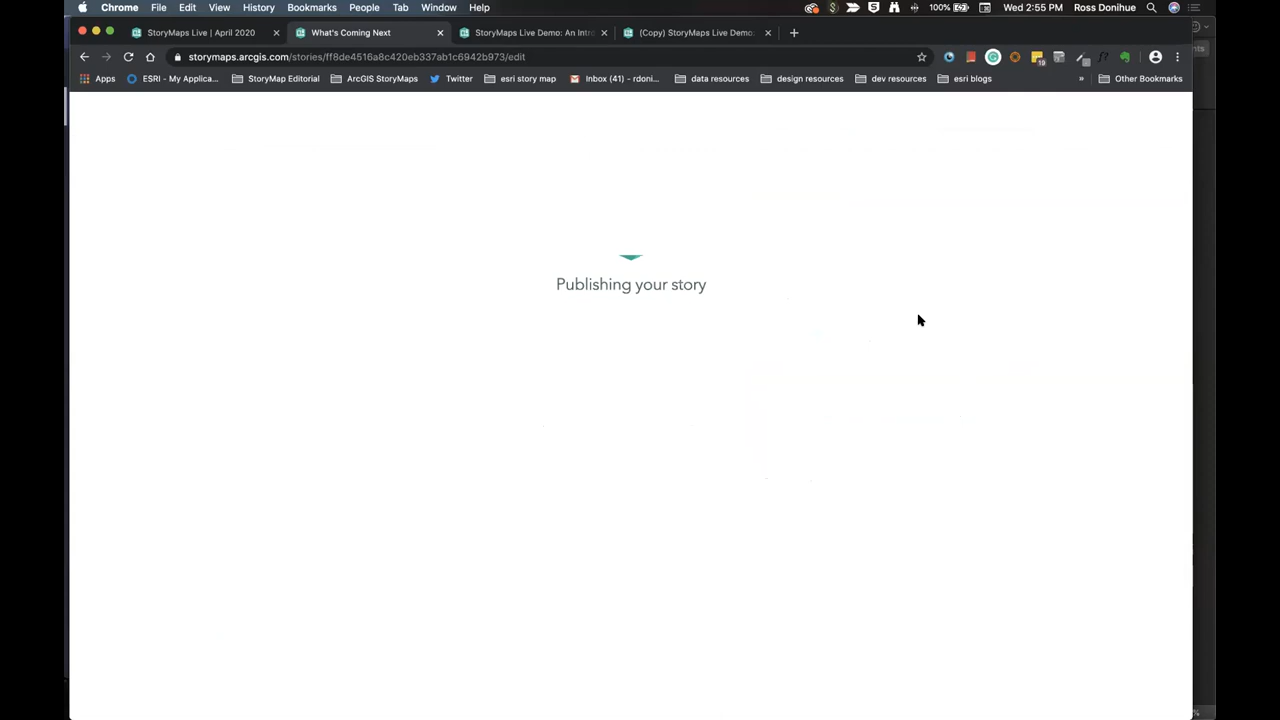 Chrome File Edit View History Bookmarks People Tab Window Help 100% Wed 2:55 PM Ross Donihue
StoryMaps Live | April 2020 What's Coming Next StoryMaps Live Demo: An Intro (Copy) StoryMaps Live Demo:
storymaps.arcgis.com/stories/ff8de4516a8c420eb337ab1c6942b973/edit
Apps ESRI - My Applica... StoryMap Editorial ArcGIS StoryMaps Twitter esri story map Inbox (41) - rdoni... data resources design resources dev resources esri blogs » Other Bookmarks
Publishing your story